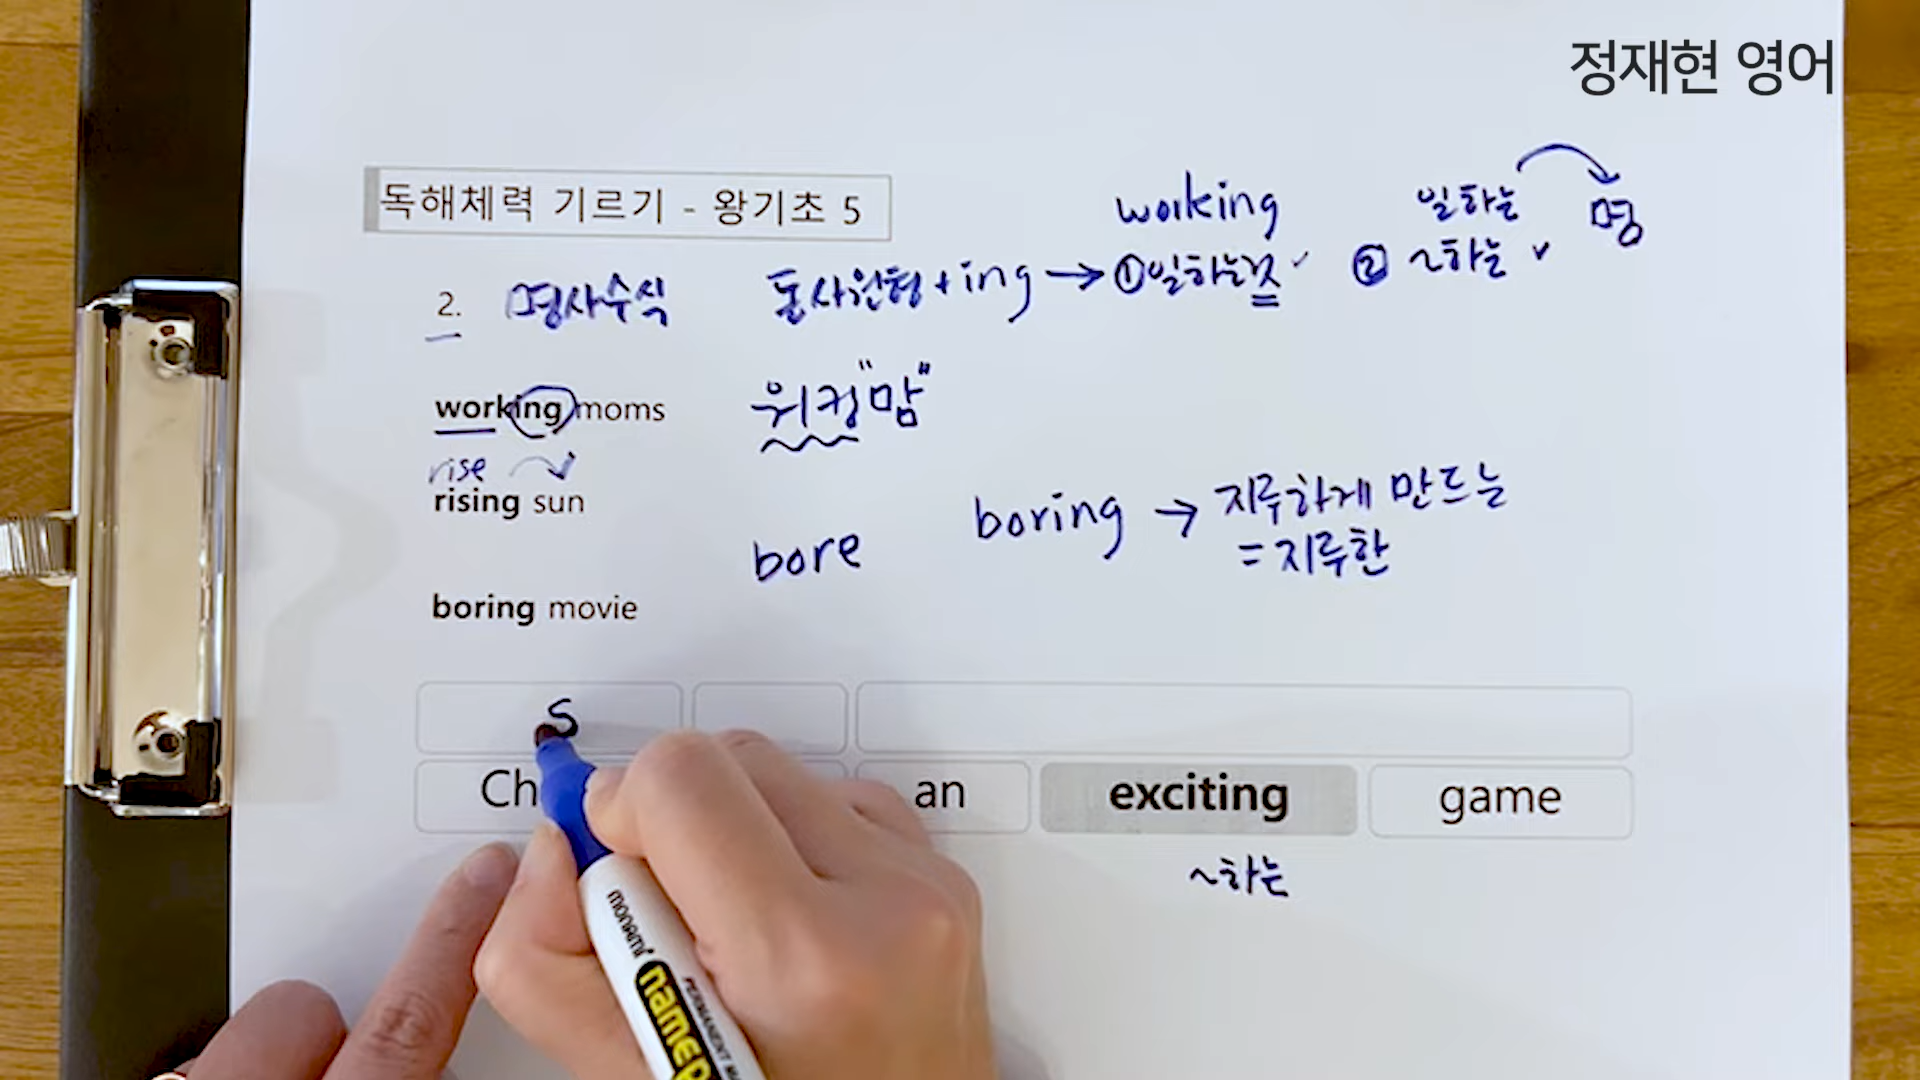 정재현 영어
독해체력 기르기 - 왕기초 5
working
일하는
명
2. 명사수식 동사원형+ing → ①일하는것 ✓ ② ~하는 ✓
working moms 워킹"맘"
rise
rising sun
boring → 지루하게 만드는
= 지루한
bore
boring movie
S
Ch an exciting game
~하는
monami
PERMANENT